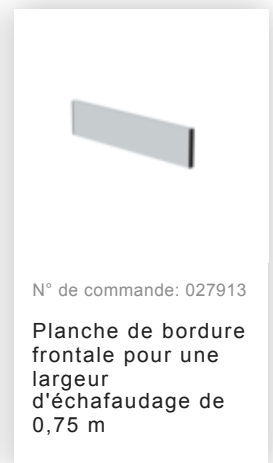 N° de commande: 027913
Planche de bordure
frontale pour une
largeur
d'échafaudage de
0,75 m